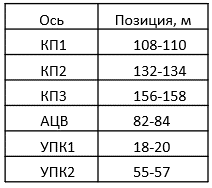 Ось Позиция, м
КП1 108-110
КП2 132-134
КП3 156-158
АЦВ 82-84
УПК1 18-20
УПК2 55-57